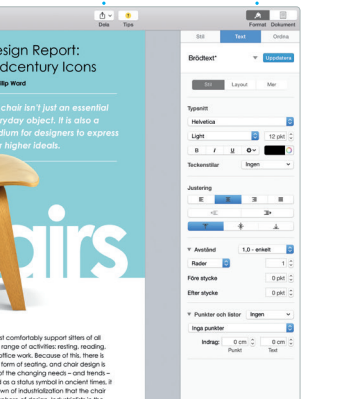 Dela Tips Format Dokument
Stil Text Ordna
sign Report:
dcentury Icons
lip Ward
chair isn't just an essential
ryday object. It is also a
dium for designers to express
r higher ideals.
airs
st comfortably support sitters of all
range of activities: resting, reading,
office work. Because of this, there is
form of seating, and chair design is
of the changing needs – and trends –
d as a status symbol in ancient times, it
wn of industrialization that the chair
Brödtext* Uppdatera
Stil Layout Mer
Typsnitt
Helvetica
Light 12 pkt
B I U
Teckenstilar Ingen
Justering
Avstånd 1,0 - enkelt
Rader 1
Före stycke 0 pkt
Efter stycke 0 pkt
Punkter och listor Ingen
Inga punkter
Indrag: 0 cm 0 cm
Punkt Text